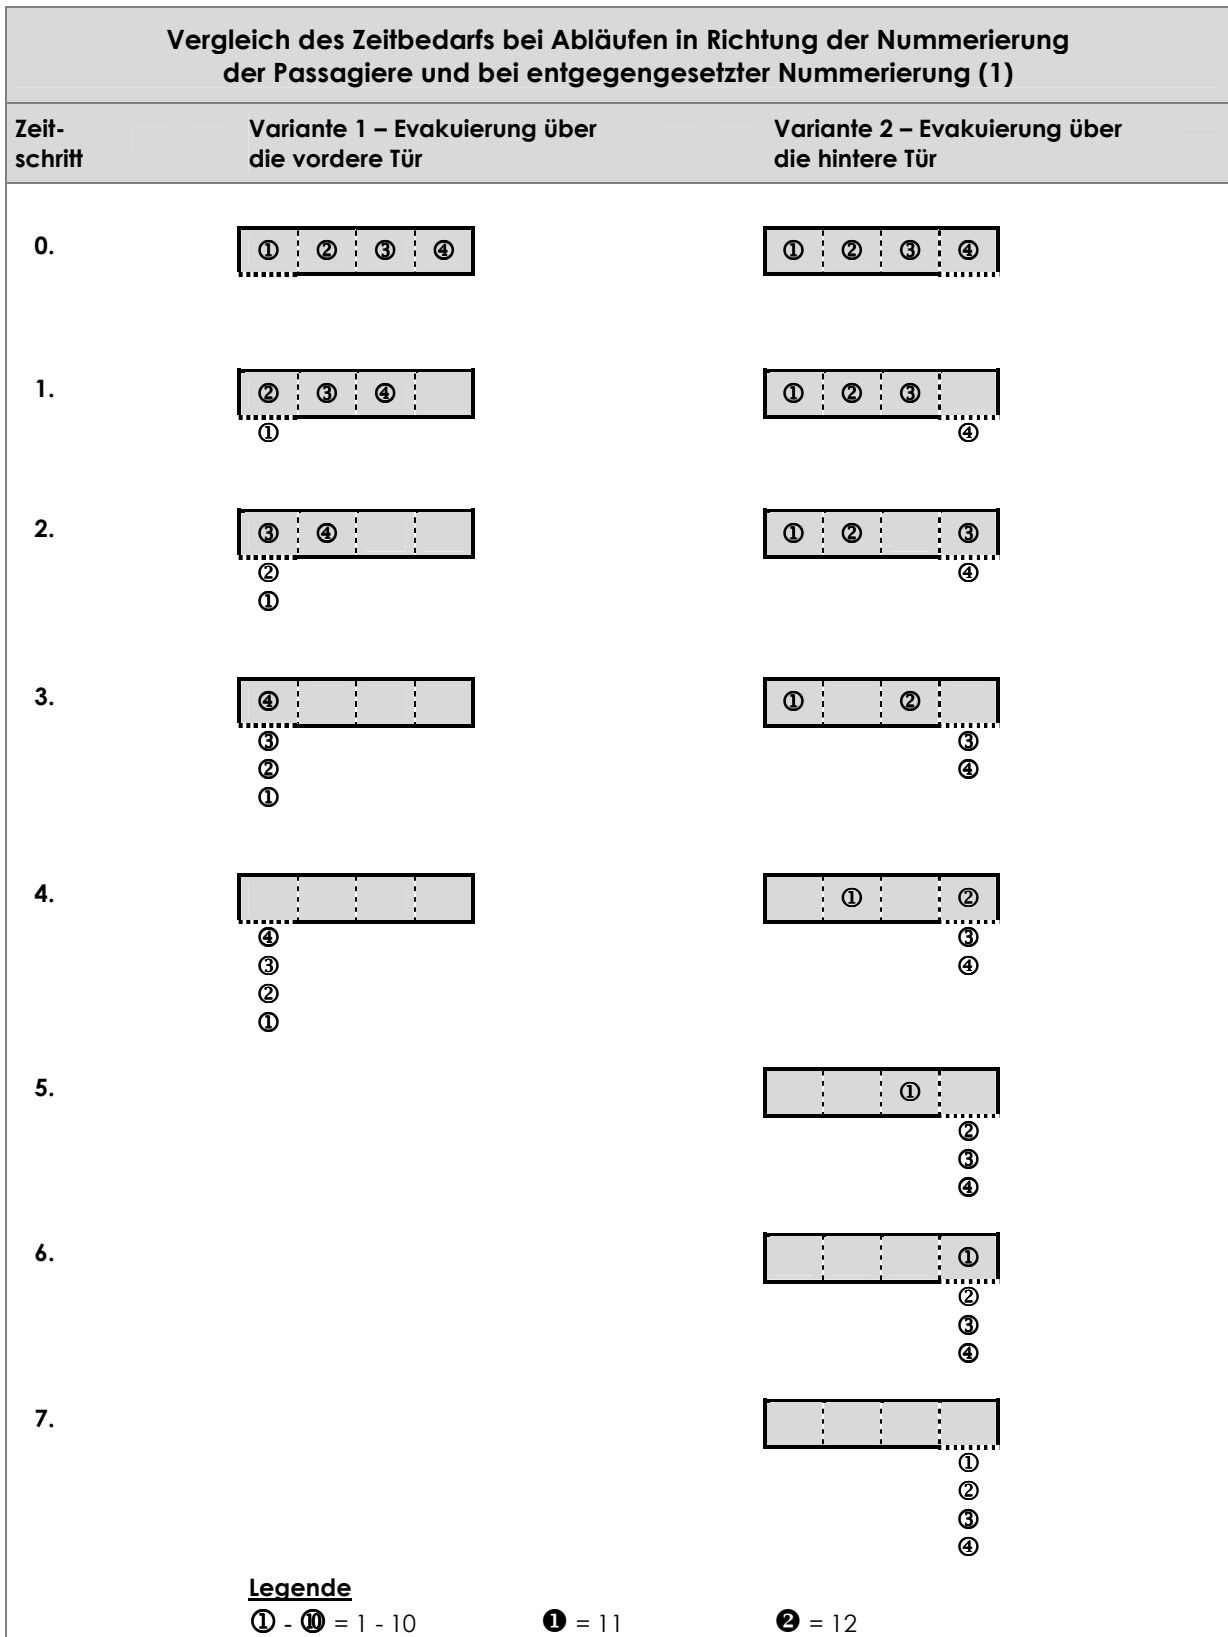 Vergleich des Zeitbedarfs bei Abläufen in Richtung der Nummerierung
der Passagiere und bei entgegengesetzter Nummerierung (1)
Zeit-
schritt
Variante 1 – Evakuierung über
die vordere Tür
Variante 2 – Evakuierung über
die hintere Tür
0.
① ② ③ ④
① ② ③ ④
1.
② ③ ④
① ② ③
①
④
2.
③ ④
① ② ③
②
④
①
3.
④
① ②
③
③
②
④
①
4.
① ②
④
③
③
④
②
①
5.
①
②
③
④
6.
①
②
③
④
7.
①
②
③
④
Legende
① - ⑩ = 1 - 10 ❶ = 11 ❷ = 12